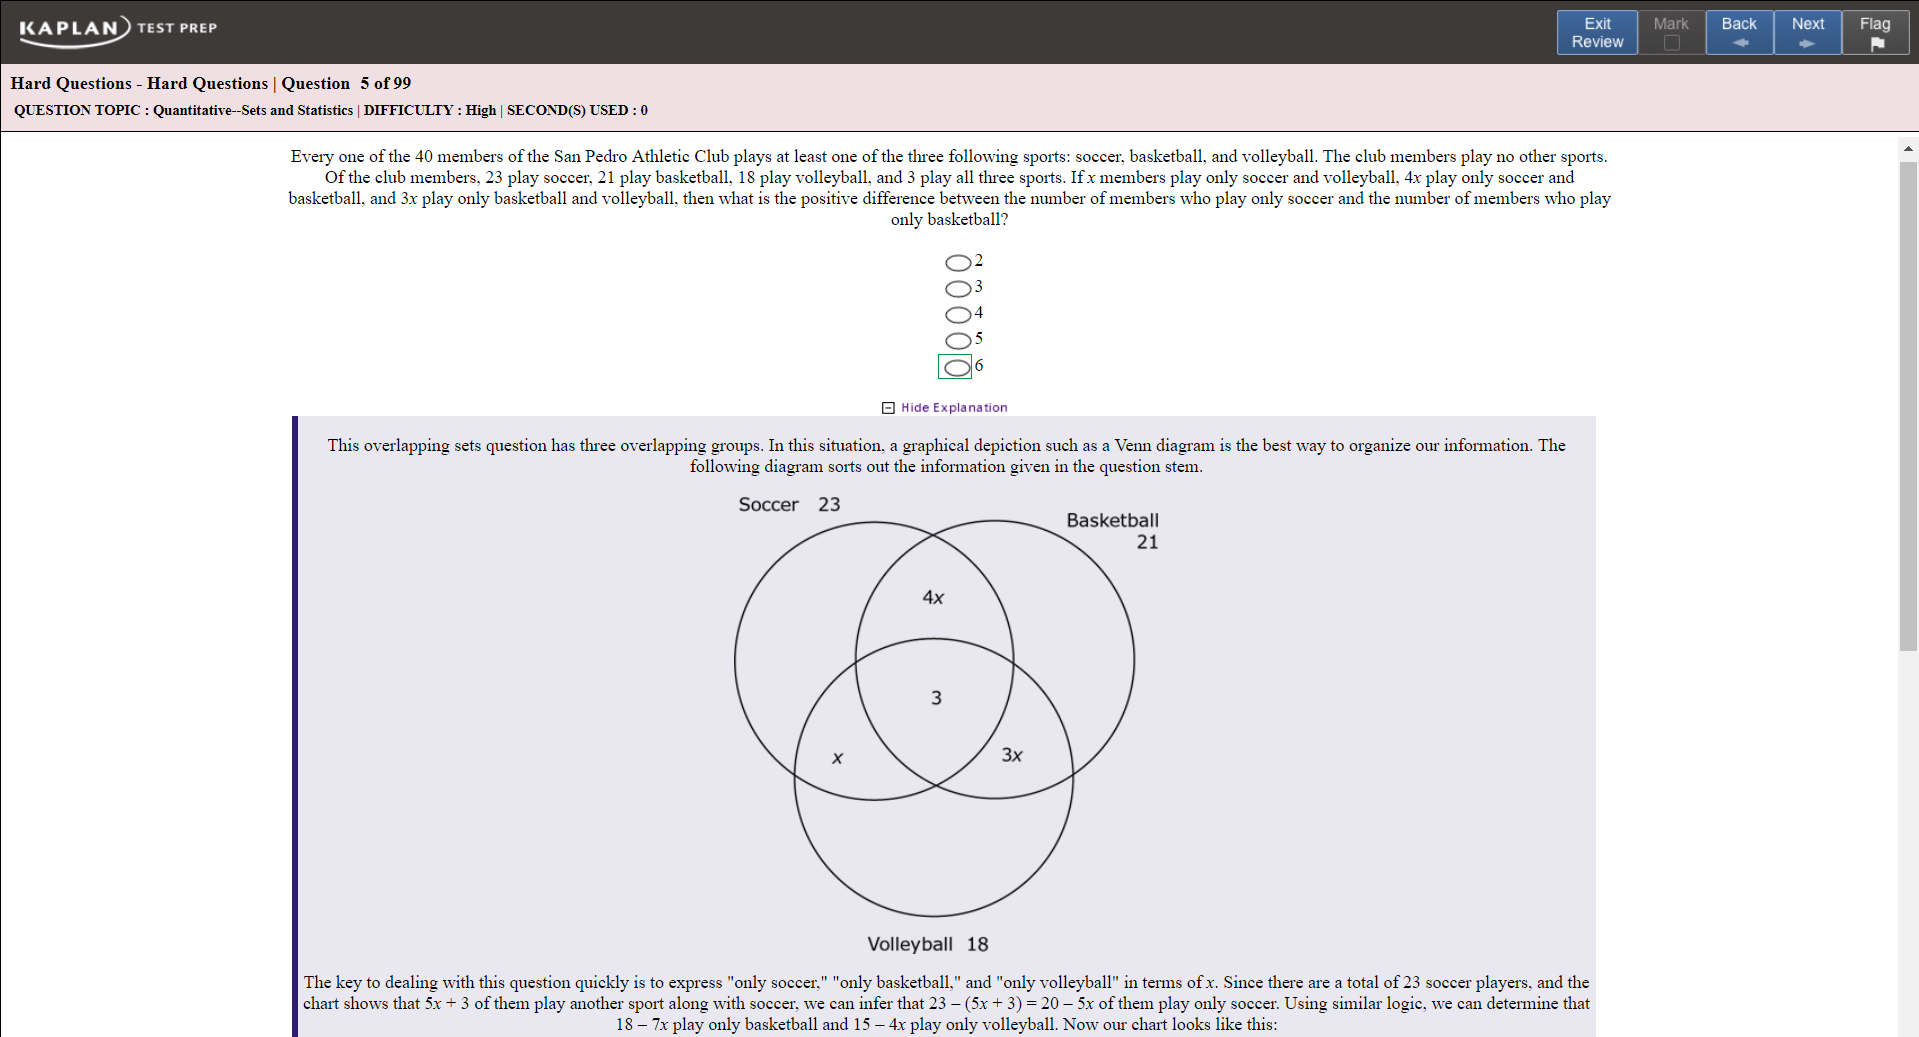 KAPLAN TEST PREP
Exit Review
Mark
Back
Next
Flag
Hard Questions - Hard Questions | Question 5 of 99
QUESTION TOPIC : Quantitative--Sets and Statistics | DIFFICULTY : High | SECOND(S) USED : 0
Every one of the 40 members of the San Pedro Athletic Club plays at least one of the three following sports: soccer, basketball, and volleyball. The club members play no other sports.
Of the club members, 23 play soccer, 21 play basketball, 18 play volleyball, and 3 play all three sports. If x members play only soccer and volleyball, 4x play only soccer and
basketball, and 3x play only basketball and volleyball, then what is the positive difference between the number of members who play only soccer and the number of members who play
only basketball?
2
3
4
5
6
Hide Explanation
This overlapping sets question has three overlapping groups. In this situation, a graphical depiction such as a Venn diagram is the best way to organize our information. The
following diagram sorts out the information given in the question stem.
Soccer 23
Basketball
21
4x
3
x
3x
Volleyball 18
The key to dealing with this question quickly is to express "only soccer," "only basketball," and "only volleyball" in terms of x. Since there are a total of 23 soccer players, and the
chart shows that 5x + 3 of them play another sport along with soccer, we can infer that 23 – (5x + 3) = 20 – 5x of them play only soccer. Using similar logic, we can determine that
18 – 7x play only basketball and 15 – 4x play only volleyball. Now our chart looks like this: